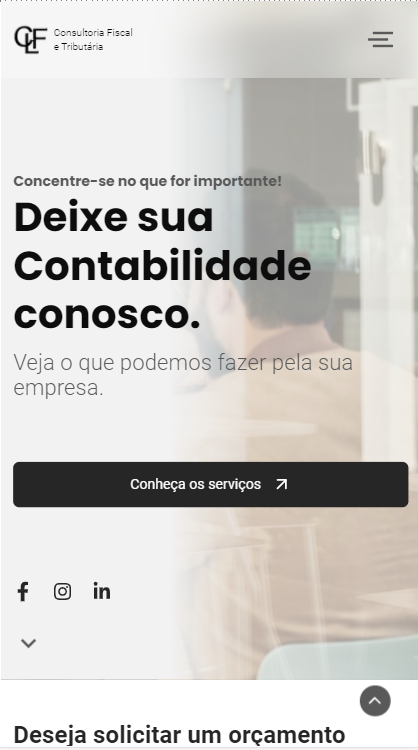 CLF
Consultoria Fiscal
e Tributária
Concentre-se no que for importante!
Deixe sua
Contabilidade
conosco.
Veja o que podemos fazer pela sua
empresa.
Conheça os serviços
Deseja solicitar um orçamento